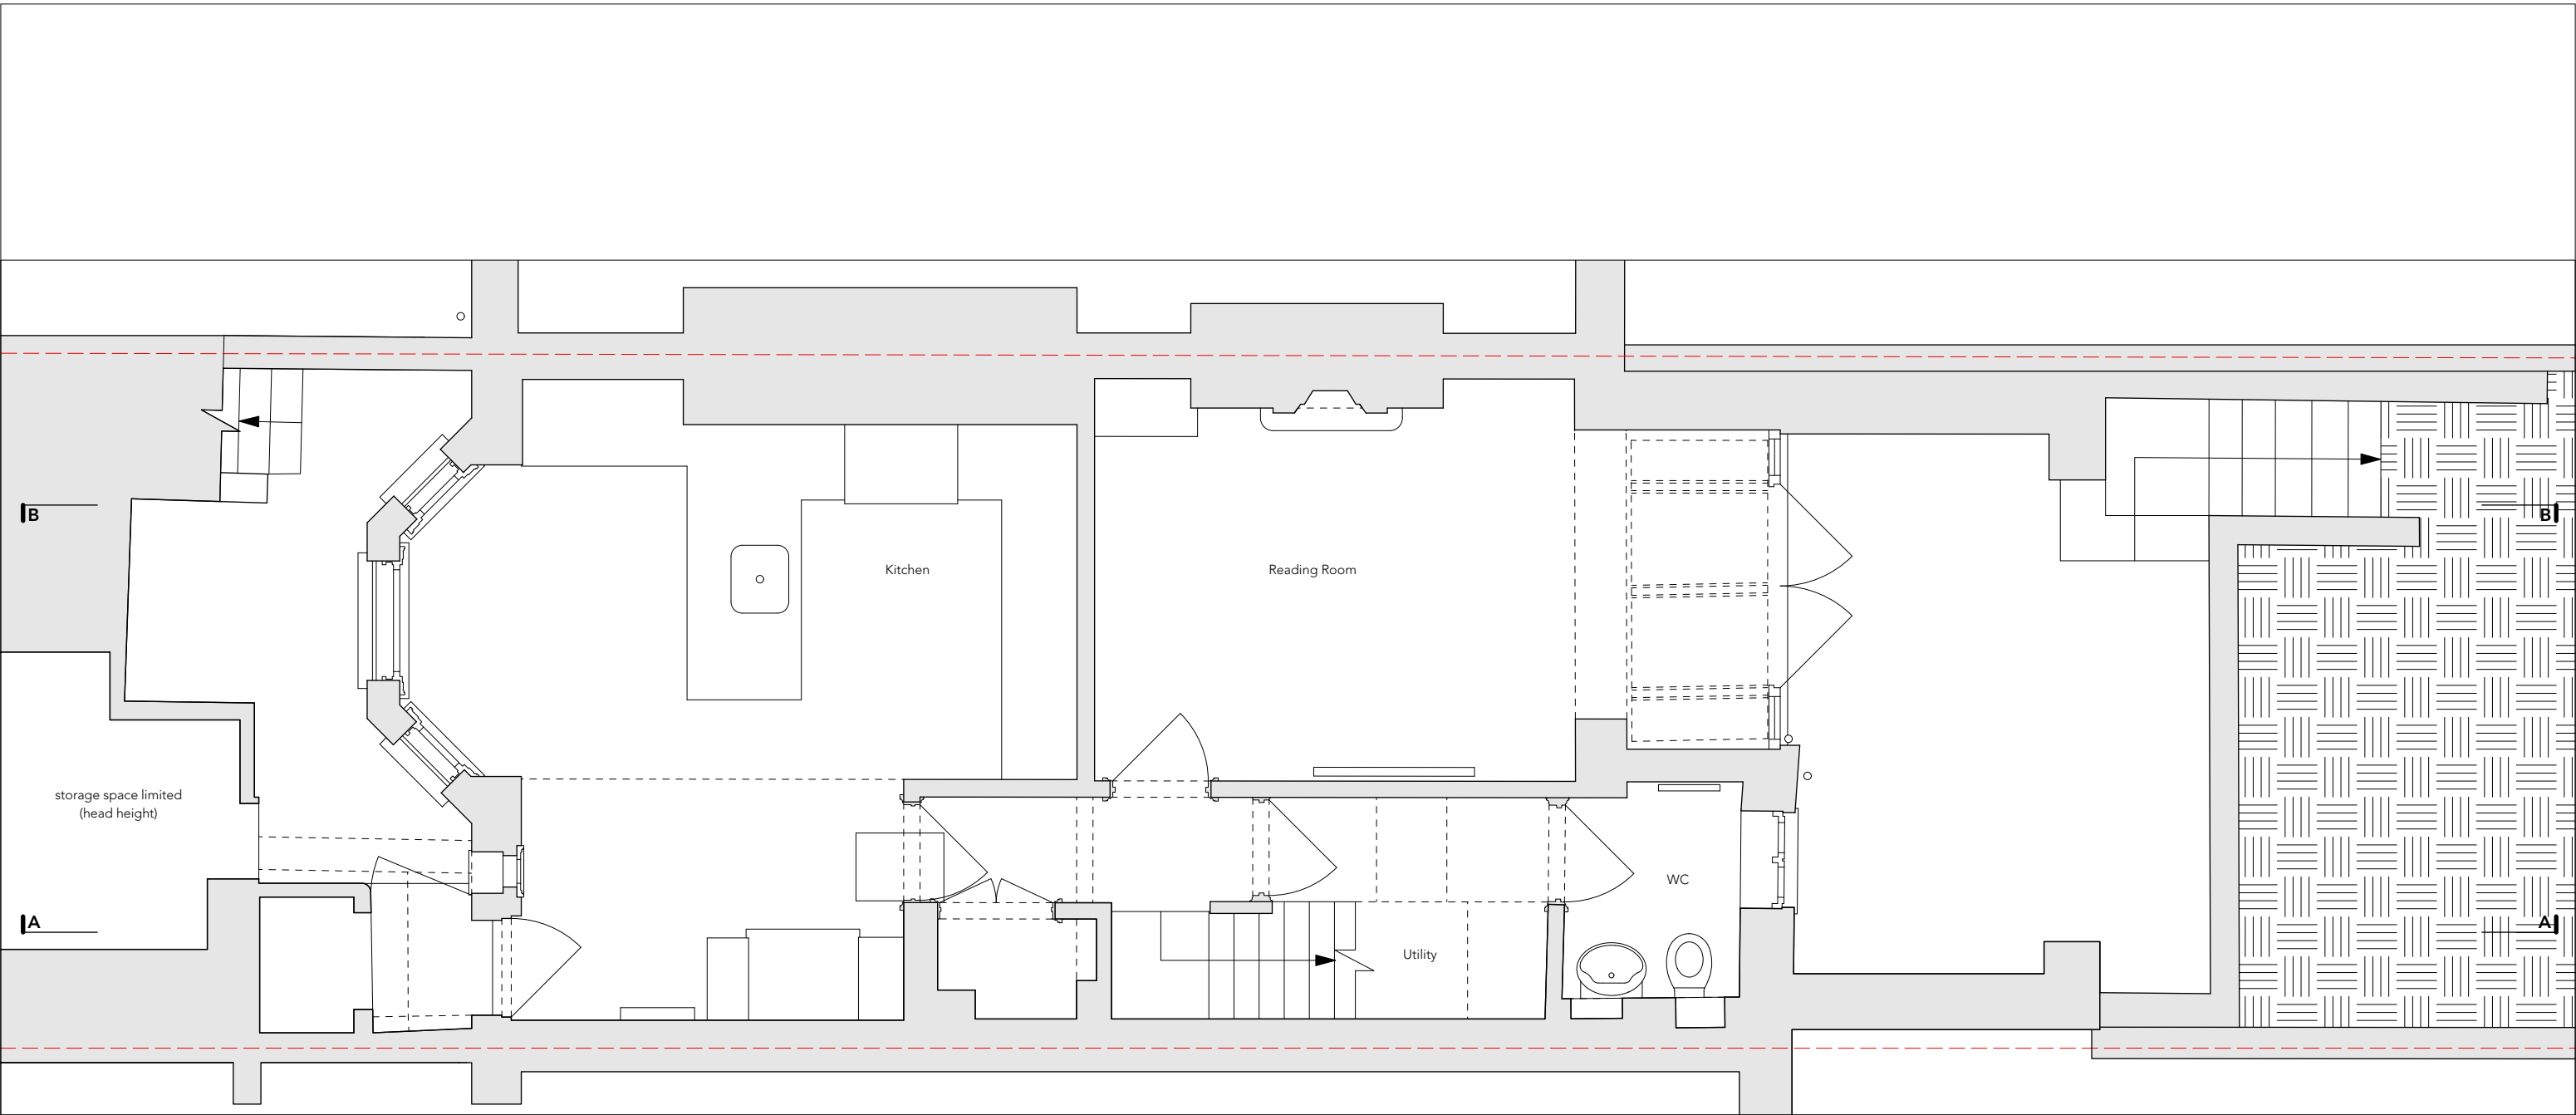 B
B
Kitchen
Reading Room
storage space limited
(head height)
WC
A
A
Utility